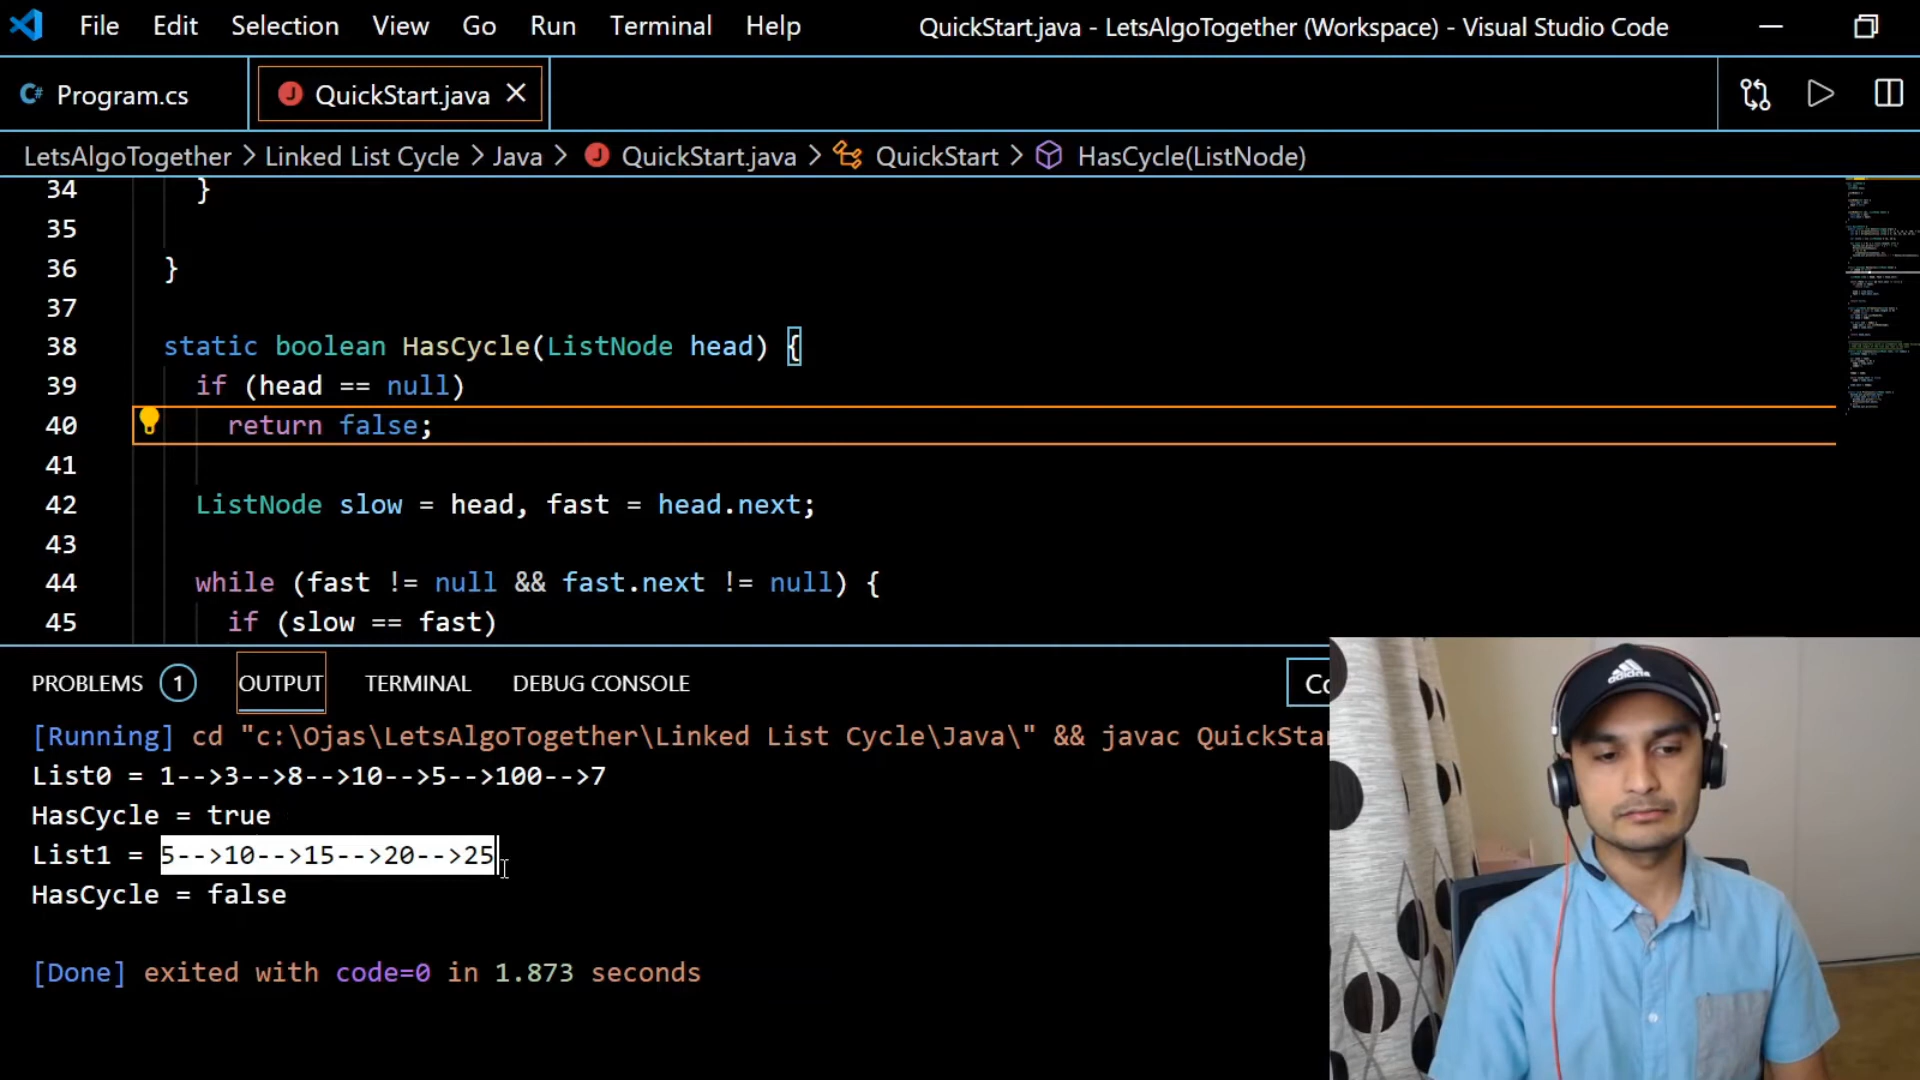 File Edit Selection View Go Run Terminal Help QuickStart.java - LetsAlgoTogether (Workspace) - Visual Studio Code
C# Program.cs J QuickStart.java
LetsAlgoTogether > Linked List Cycle > Java > J QuickStart.java > QuickStart > HasCycle(ListNode)
34 }
35
36 }
37
38 static boolean HasCycle(ListNode head) {
39 if (head == null)
40 return false;
41
42 ListNode slow = head, fast = head.next;
43
44 while (fast != null && fast.next != null) {
45 if (slow == fast)
PROBLEMS 1 OUTPUT TERMINAL DEBUG CONSOLE Co
[Running] cd "c:\Ojas\LetsAlgoTogether\Linked List Cycle\Java\" && javac QuickStar
List0 = 1-->3-->8-->10-->5-->100-->7
HasCycle = true
List1 = 5-->10-->15-->20-->25
HasCycle = false
[Done] exited with code=0 in 1.873 seconds
adidas